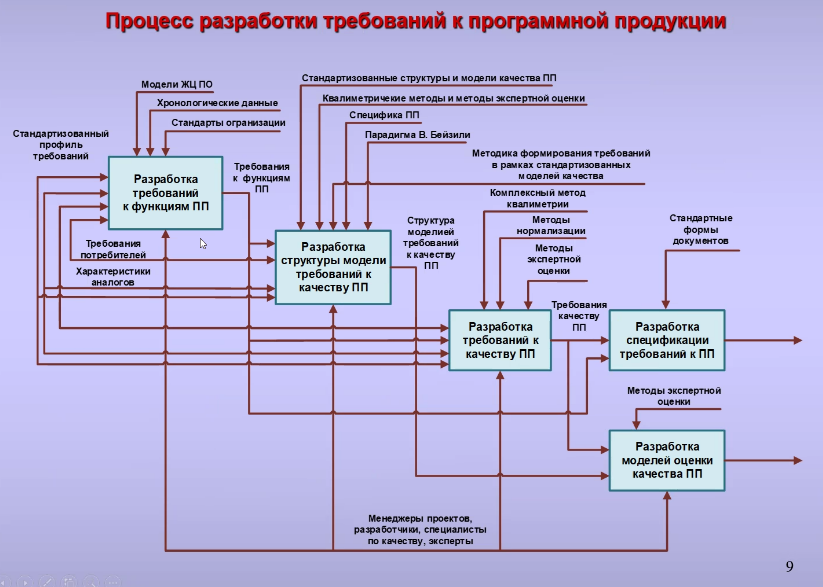 Процесс разработки требований к программной продукции
Модели ЖЦ ПО
Хронологические данные
Стандарты огранизации
Стандартизованный
профиль
требований
Разработка
требований
к функциям ПП
Требования
к функциям
ПП
Требования
потребителей
Характеристики
аналогов
Стандартизованные структуры и модели качества ПП
Квалиметричекие методы и методы экспертной оценки
Специфика ПП
Парадигма В. Бейзили
Методика формирования требований
в рамках стандартизованных
моделей качества
Разработка
структуры модели
требований к
качеству ПП
Структура
моделией
требований
к качеству
ПП
Комплексный метод
квалиметрии
Методы
нормализации
Методы
экспертной
оценки
Разработка
требований к
качеству ПП
Требования
качеству
ПП
Стандартные
формы
документов
Разработка
спецификации
требований к ПП
Методы экспертной
оценки
Разработка
моделей оценки
качества ПП
Менеджеры проектов,
разработчики, специалисты
по качеству, эксперты
9